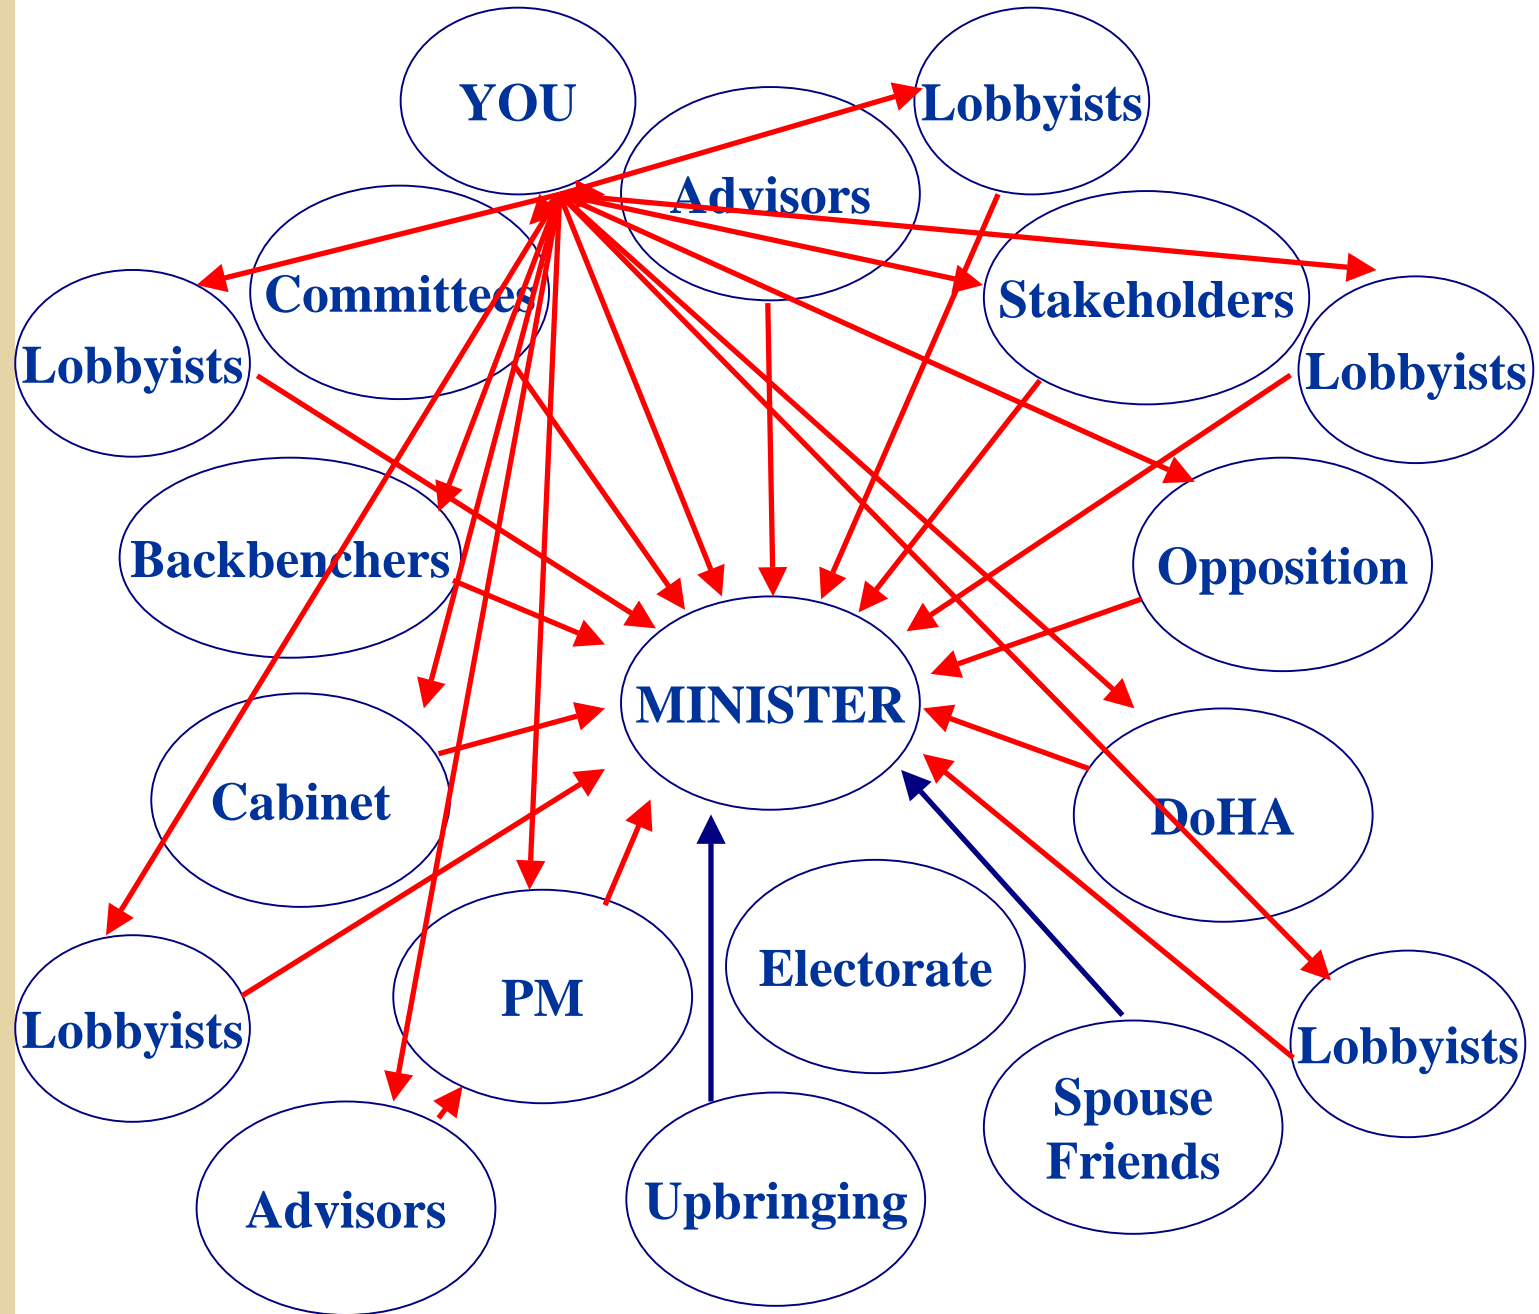 YOU
Lobbyists
Advisors
Committees
Stakeholders
Lobbyists
Lobbyists
Backbenchers
Opposition
MINISTER
Cabinet
DoHA
Electorate
PM
Lobbyists
Lobbyists
Spouse
Friends
Upbringing
Advisors